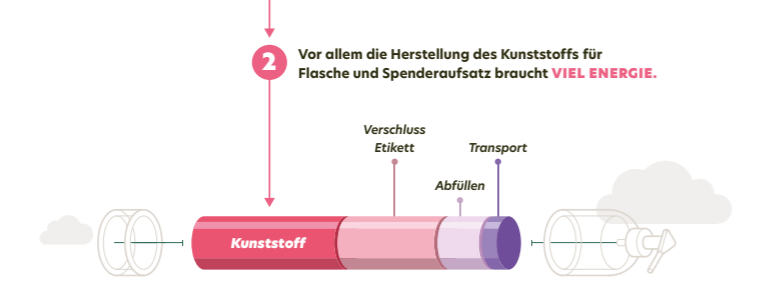 2
Vor allem die Herstellung des Kunststoffs für
Flasche und Spenderaufsatz braucht VIEL ENERGIE.
Verschluss
Etikett
Transport
Abfüllen
Kunststoff